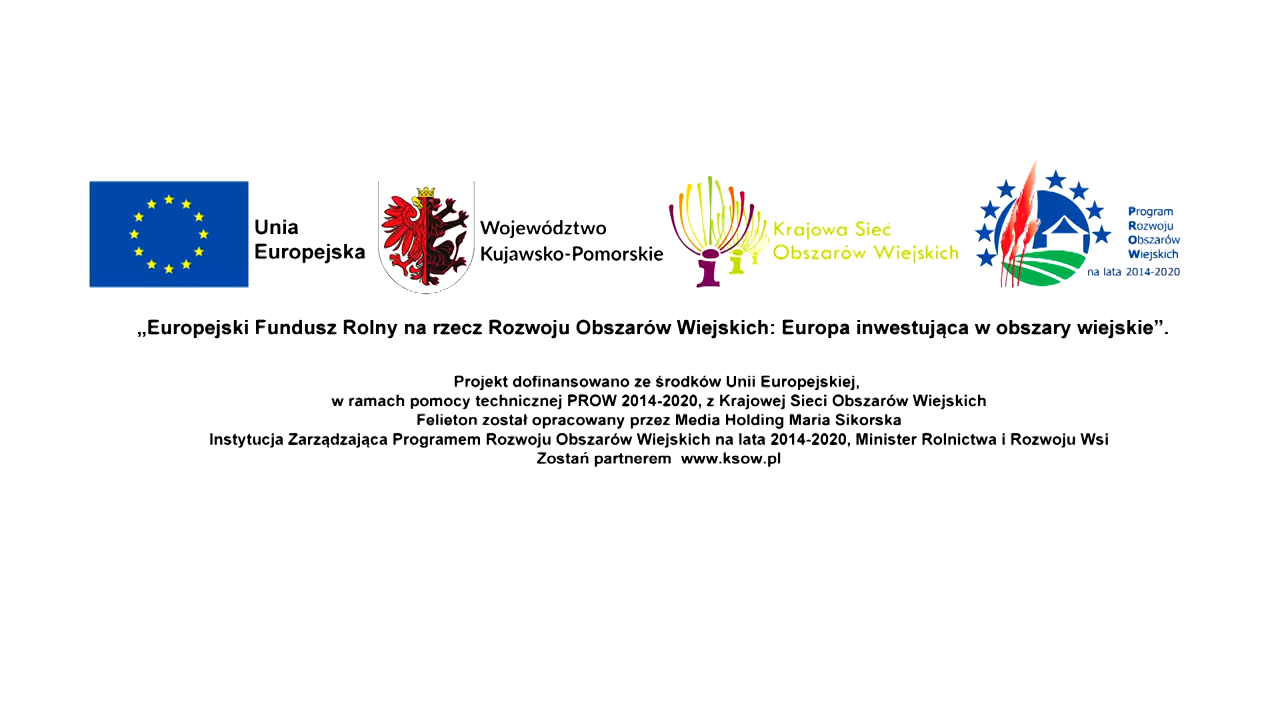 Unia
Europejska
Województwo
Kujawsko-Pomorskie
Krajowa Sieć
Obszarów Wiejskich
Program
Rozwoju
Obszarów
Wiejskich
na lata 2014-2020
„Europejski Fundusz Rolny na rzecz Rozwoju Obszarów Wiejskich: Europa inwestująca w obszary wiejskie”.
Projekt dofinansowano ze środków Unii Europejskiej,
w ramach pomocy technicznej PROW 2014-2020, z Krajowej Sieci Obszarów Wiejskich
Felieton został opracowany przez Media Holding Maria Sikorska
Instytucja Zarządzająca Programem Rozwoju Obszarów Wiejskich na lata 2014-2020, Minister Rolnictwa i Rozwoju Wsi
Zostań partnerem www.ksow.pl